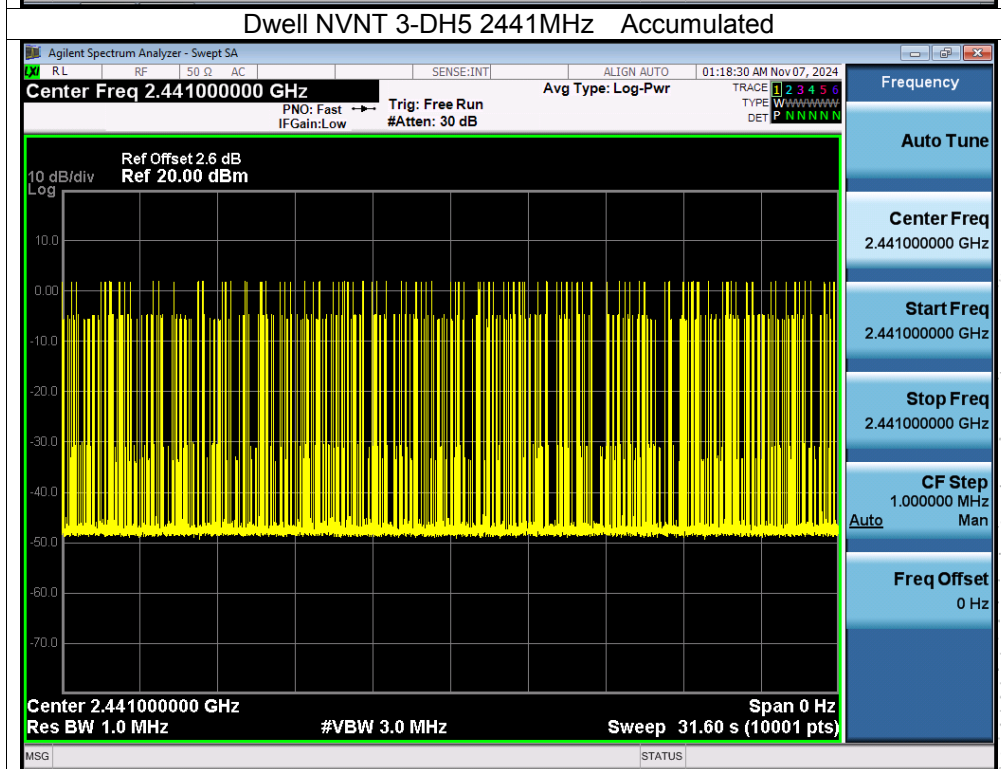 Dwell NVNT 3-DH5 2441MHz Accumulated
Agilent Spectrum Analyzer - Swept SA
LXI RL RF 50 Ω AC SENSE:INT ALIGN AUTO 01:18:30 AM Nov 07, 2024
Center Freq 2.441000000 GHz
PNO: Fast
IFGain:Low
Trig: Free Run
#Atten: 30 dB
Avg Type: Log-Pwr
TRACE 1 2 3 4 5 6
TYPE WWWWWWW
DET P N N N N N
Frequency
Auto Tune
Center Freq
2.441000000 GHz
Start Freq
2.441000000 GHz
Stop Freq
2.441000000 GHz
CF Step
1.000000 MHz
Auto Man
Freq Offset
0 Hz
Ref Offset 2.6 dB
10 dB/div Ref 20.00 dBm
Log
10.0
0.00
-10.0
-20.0
-30.0
-40.0
-50.0
-60.0
-70.0
Center 2.441000000 GHz Span 0 Hz
Res BW 1.0 MHz #VBW 3.0 MHz Sweep 31.60 s (10001 pts)
MSG STATUS